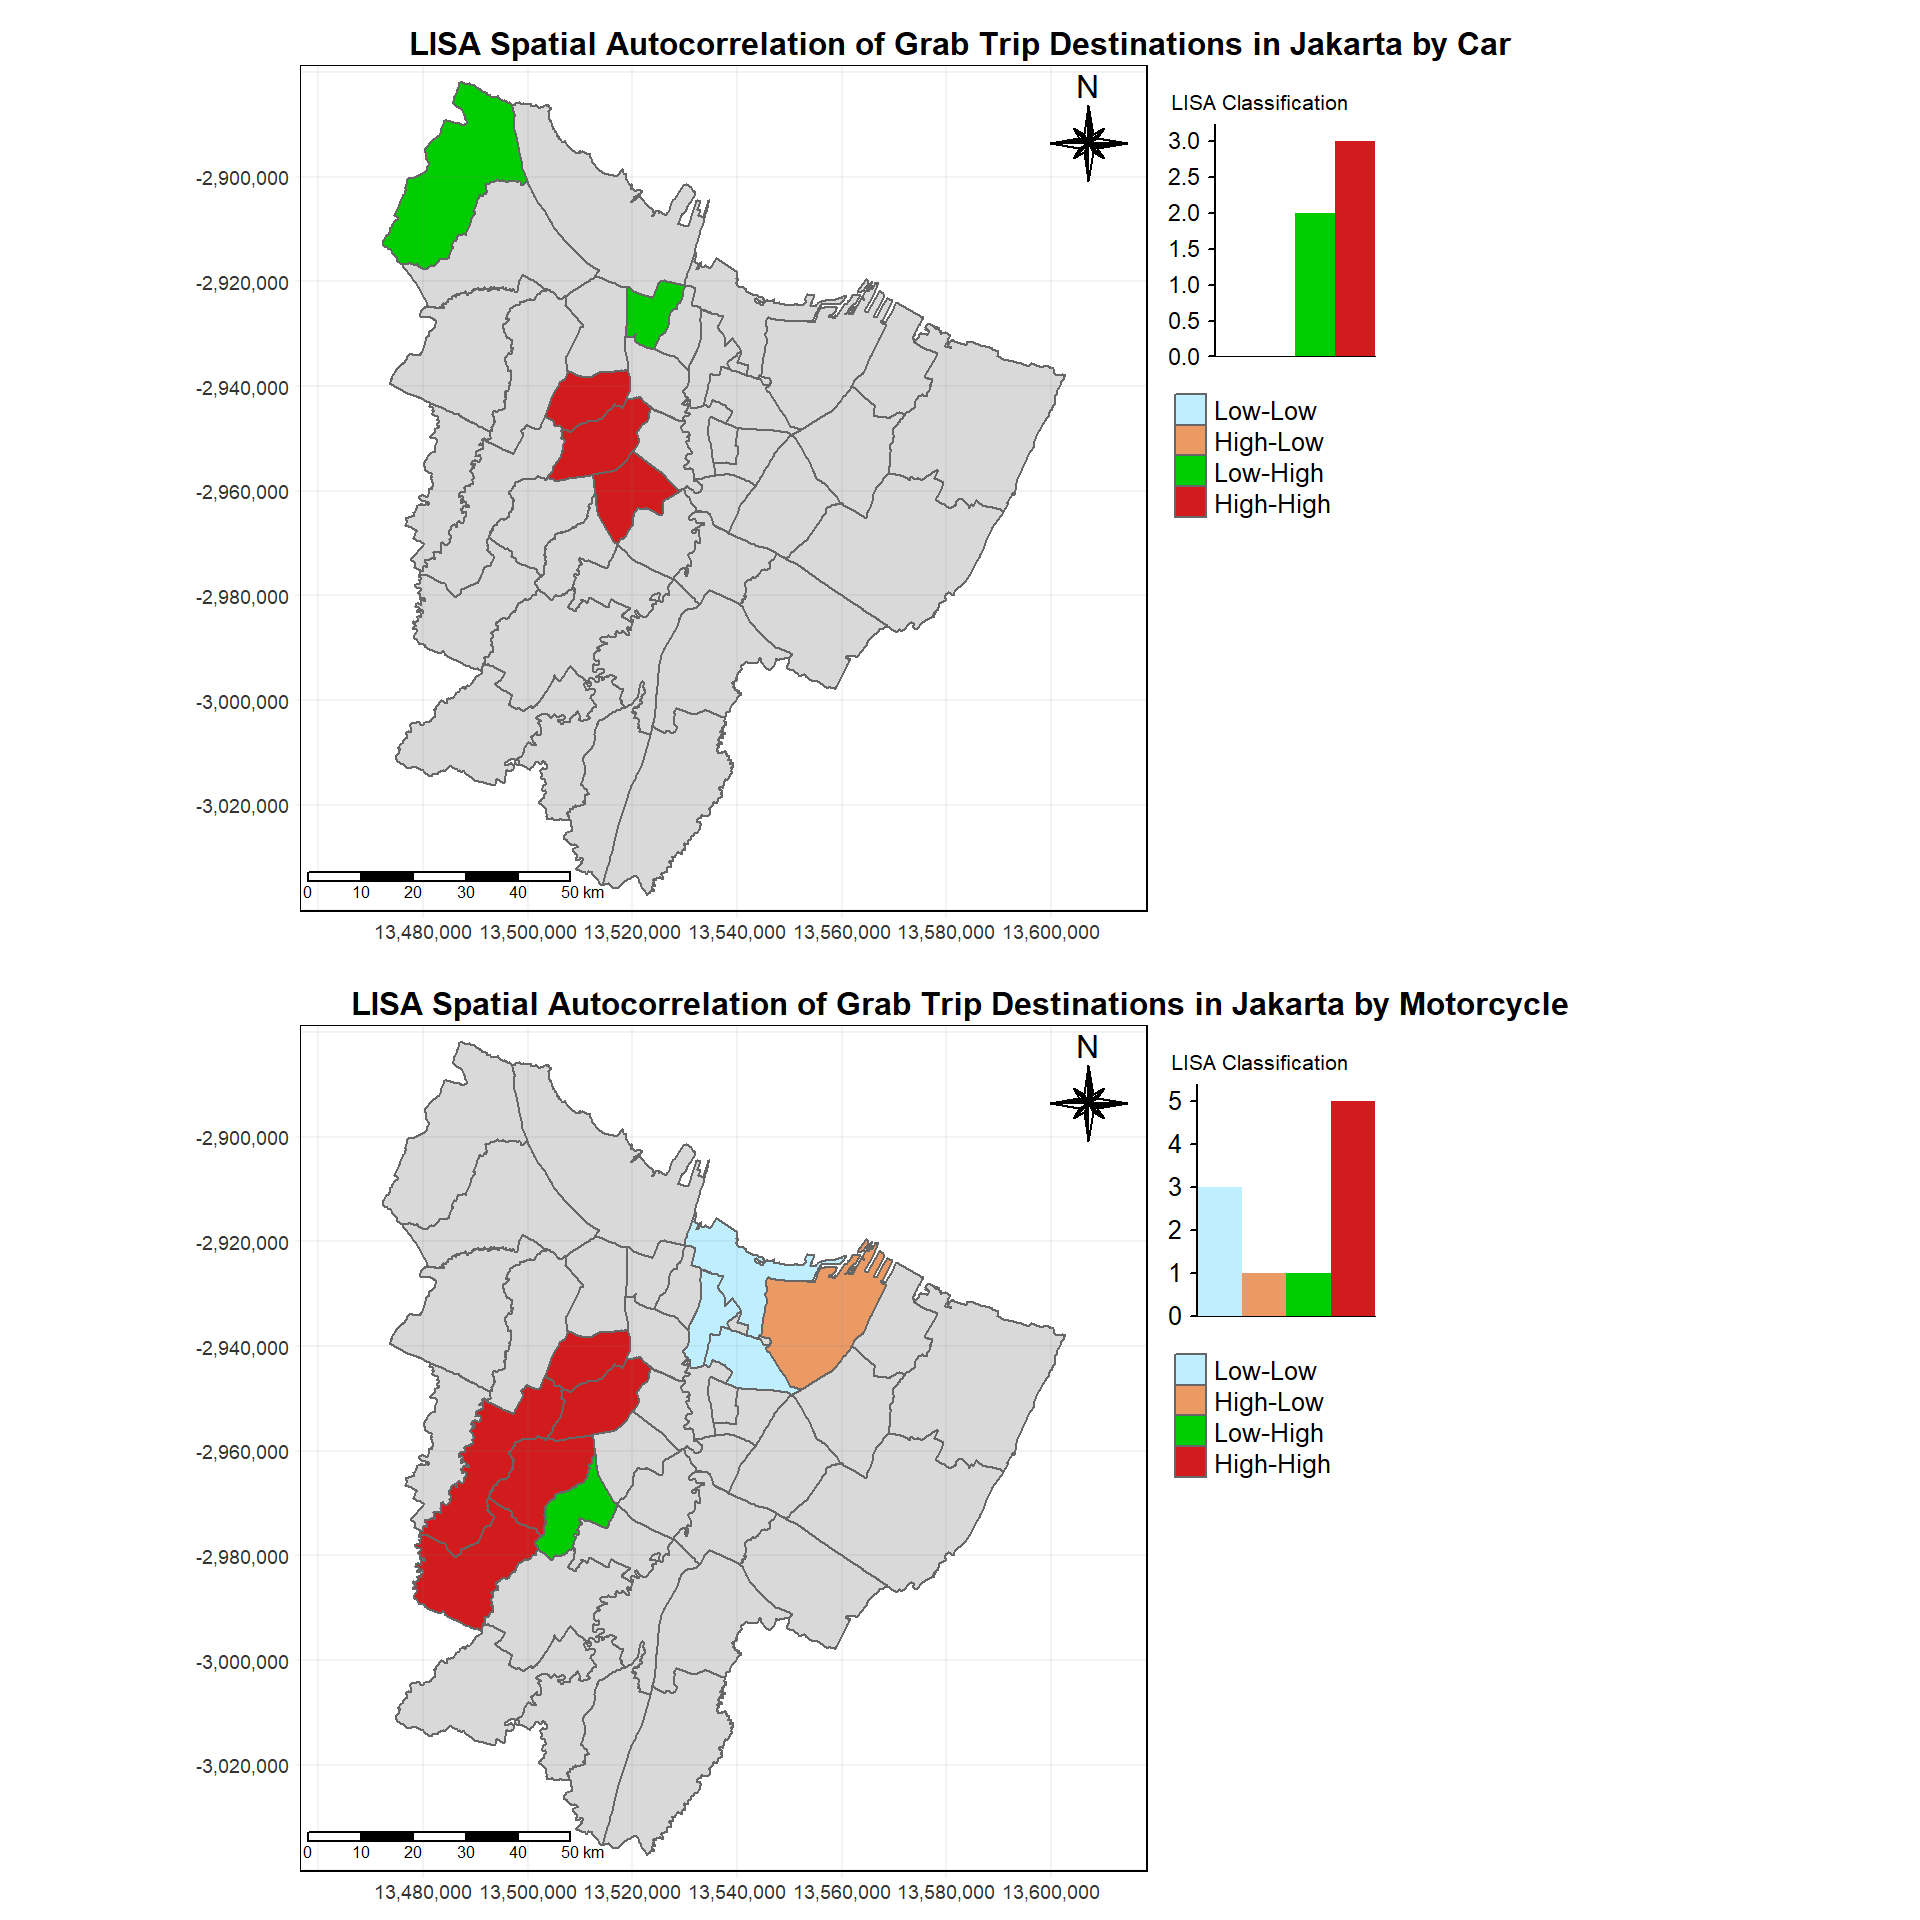 LISA Spatial Autocorrelation of Grab Trip Destinations in Jakarta by Car
N
LISA Classification
3.0
2.5
2.0
1.5
1.0
0.5
0.0
Low-Low
High-Low
Low-High
High-High
-2,900,000
-2,920,000
-2,940,000
-2,960,000
-2,980,000
-3,000,000
-3,020,000
0 10 20 30 40 50 km
13,480,000 13,500,000 13,520,000 13,540,000 13,560,000 13,580,000 13,600,000
LISA Spatial Autocorrelation of Grab Trip Destinations in Jakarta by Motorcycle
N
LISA Classification
5
4
3
2
1
0
Low-Low
High-Low
Low-High
High-High
-2,900,000
-2,920,000
-2,940,000
-2,960,000
-2,980,000
-3,000,000
-3,020,000
0 10 20 30 40 50 km
13,480,000 13,500,000 13,520,000 13,540,000 13,560,000 13,580,000 13,600,000